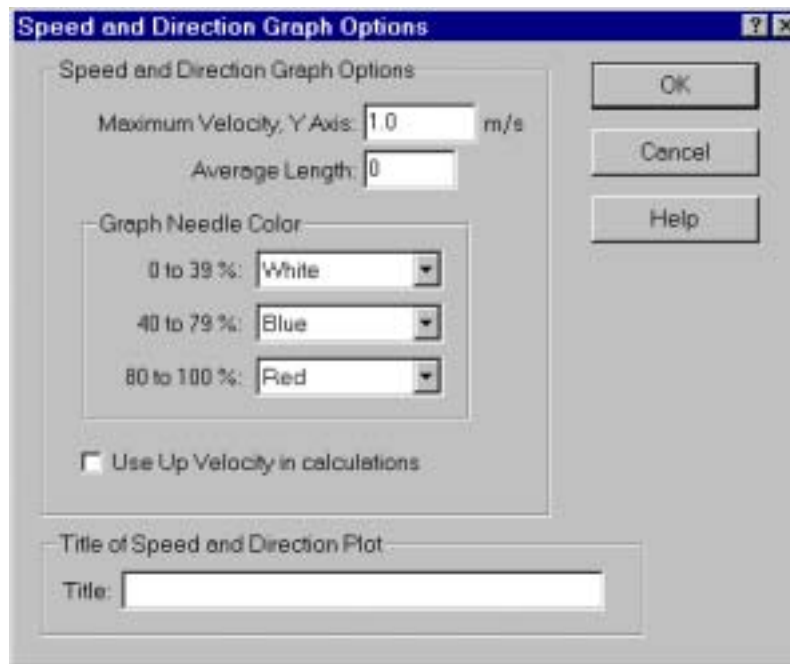 Speed and Direction Graph Options
Speed and Direction Graph Options
Maximum Velocity, Y Axis: 1.0 m/s
Average Length: 0
Graph Needle Color
0 to 39 %: White
40 to 79 %: Blue
80 to 100 %: Red
Use Up Velocity in calculations
OK
Cancel
Help
Title of Speed and Direction Plot
Title: